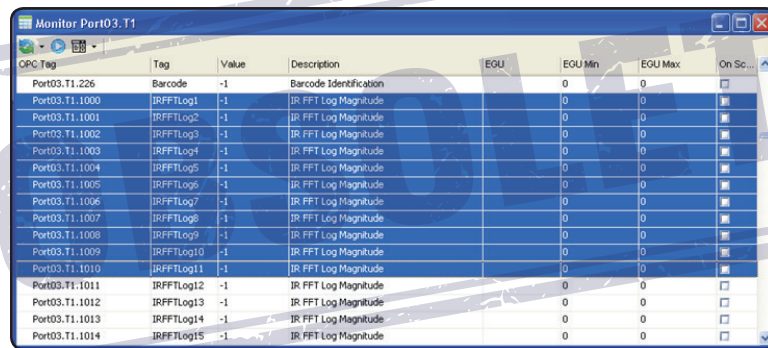 Monitor Port03.T1
OPC Tag Tag Value Description EGU EGU Min EGU Max On Sc...
Port03.T1.226 Barcode -1 Barcode Identification 0 0
Port03.T1.1000 IRFFTLog1 -1 IR FFT Log Magnitude 0 0
Port03.T1.1001 IRFFTLog2 -1 IR FFT Log Magnitude 0 0
Port03.T1.1002 IRFFTLog3 -1 IR FFT Log Magnitude 0 0
Port03.T1.1003 IRFFTLog4 -1 IR FFT Log Magnitude 0 0
Port03.T1.1004 IRFFTLog5 -1 IR FFT Log Magnitude 0 0
Port03.T1.1005 IRFFTLog6 -1 IR FFT Log Magnitude 0 0
Port03.T1.1006 IRFFTLog7 -1 IR FFT Log Magnitude 0 0
Port03.T1.1007 IRFFTLog8 -1 IR FFT Log Magnitude 0 0
Port03.T1.1008 IRFFTLog9 -1 IR FFT Log Magnitude 0 0
Port03.T1.1009 IRFFTLog10 -1 IR FFT Log Magnitude 0 0
Port03.T1.1010 IRFFTLog11 -1 IR FFT Log Magnitude 0 0
Port03.T1.1011 IRFFTLog12 -1 IR FFT Log Magnitude 0 0
Port03.T1.1012 IRFFTLog13 -1 IR FFT Log Magnitude 0 0
Port03.T1.1013 IRFFTLog14 -1 IR FFT Log Magnitude 0 0
Port03.T1.1014 IRFFTLog15 -1 IR FFT Log Magnitude 0 0
OBSOLET